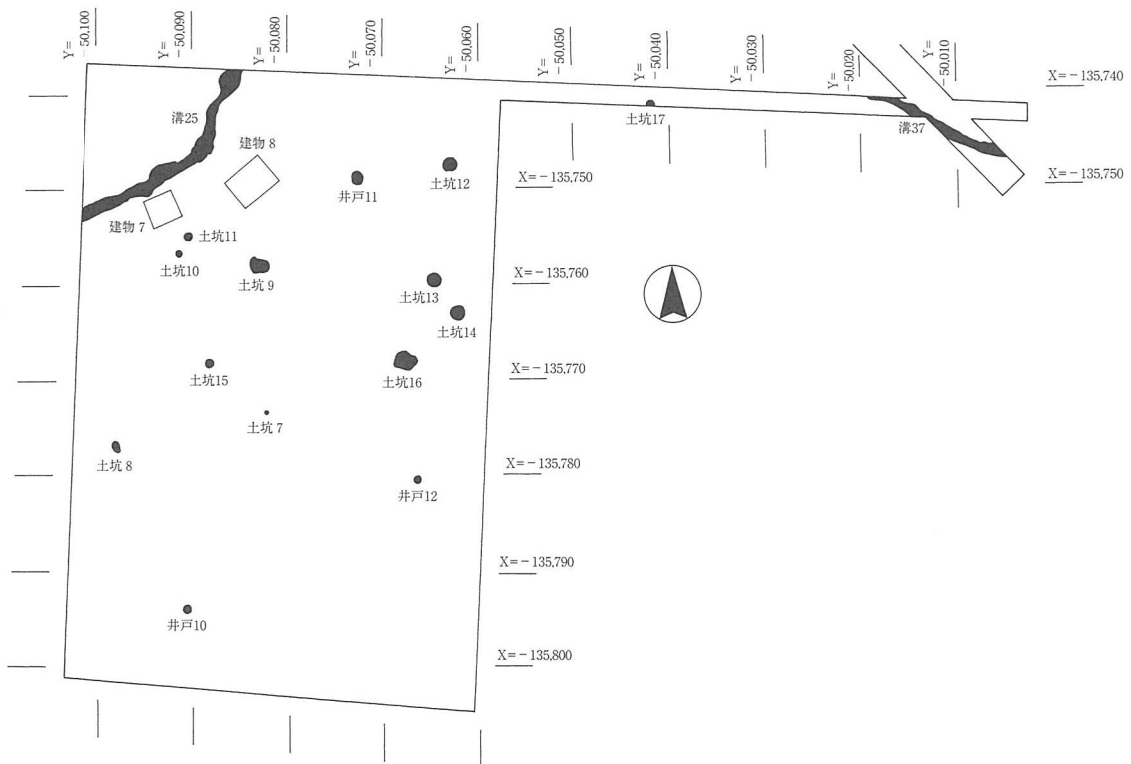 Y=
−50,100
Y=
−50,090
Y=
−50,080
Y=
−50,070
Y=
−50,060
Y=
−50,050
Y=
−50,040
Y=
−50,030
Y=
−50,020
Y=
−50,010
X=−135,740
溝25
土坑17
溝37
建物 8
井戸11
土坑12
X=−135,750
X=−135,750
建物 7
土坑11
土坑10
土坑 9
土坑13
X=−135,760
土坑14
土坑15
土坑16
X=−135,770
土坑 7
土坑 8
X=−135,780
井戸12
X=−135,790
井戸10
X=−135,800